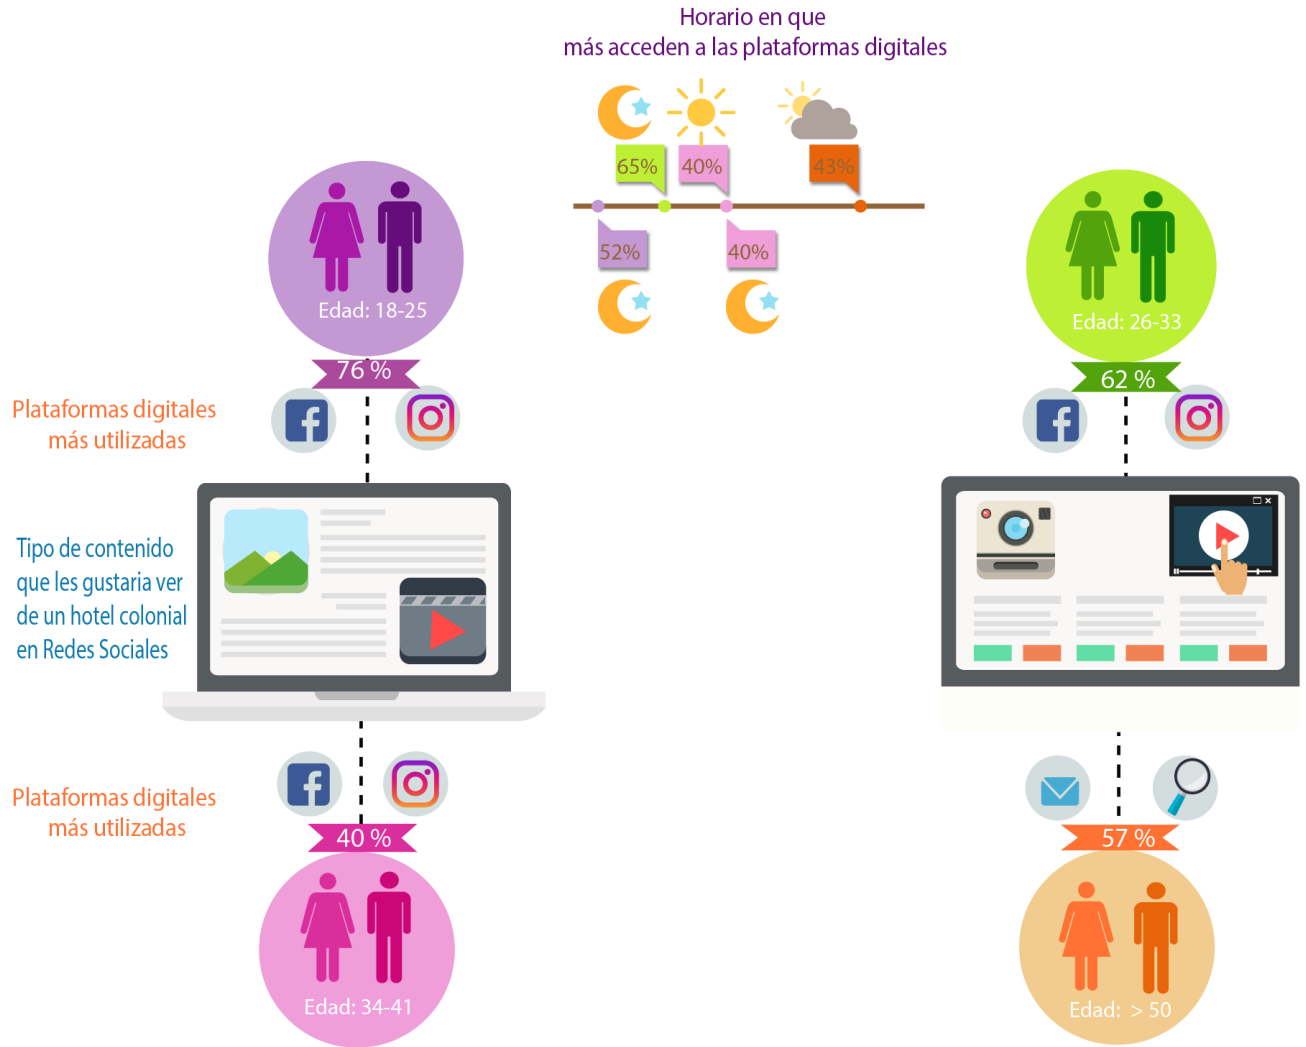 Horario en que
más acceden a las plataformas digitales
65%
40%
43%
52%
40%
Edad: 18-25
76 %
Edad: 26-33
62 %
Plataformas digitales
más utilizadas
Tipo de contenido
que les gustaria ver
de un hotel colonial
en Redes Sociales
Plataformas digitales
más utilizadas
40 %
Edad: 34-41
57 %
Edad: > 50